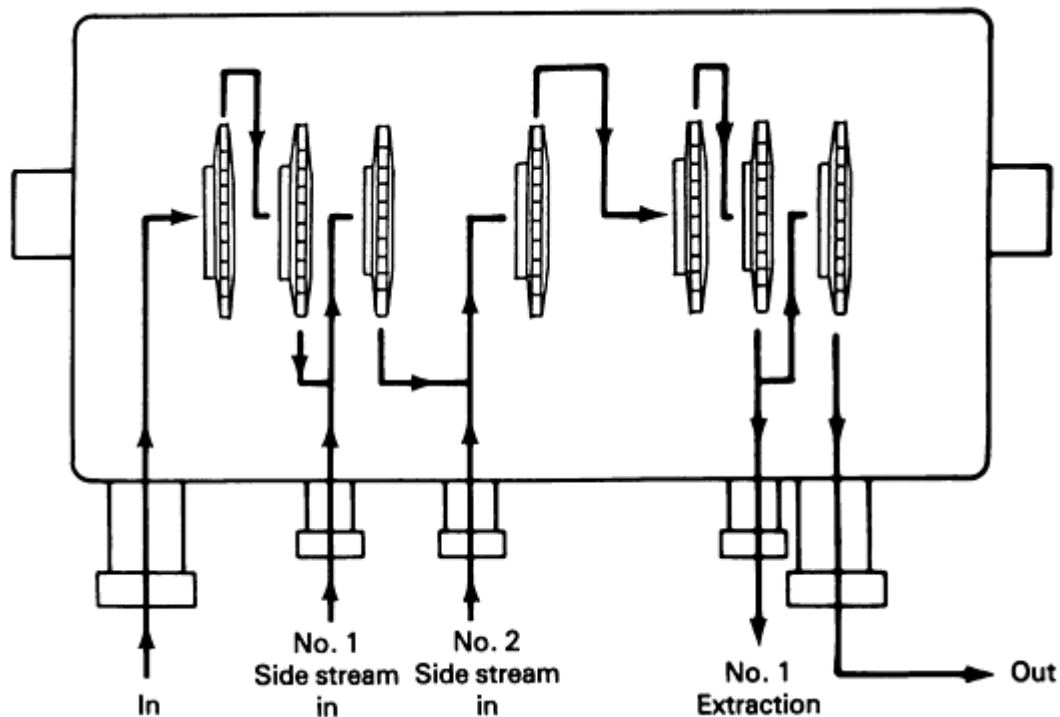 In
No. 1
Side stream
in
No. 2
Side stream
in
No. 1
Extraction
Out